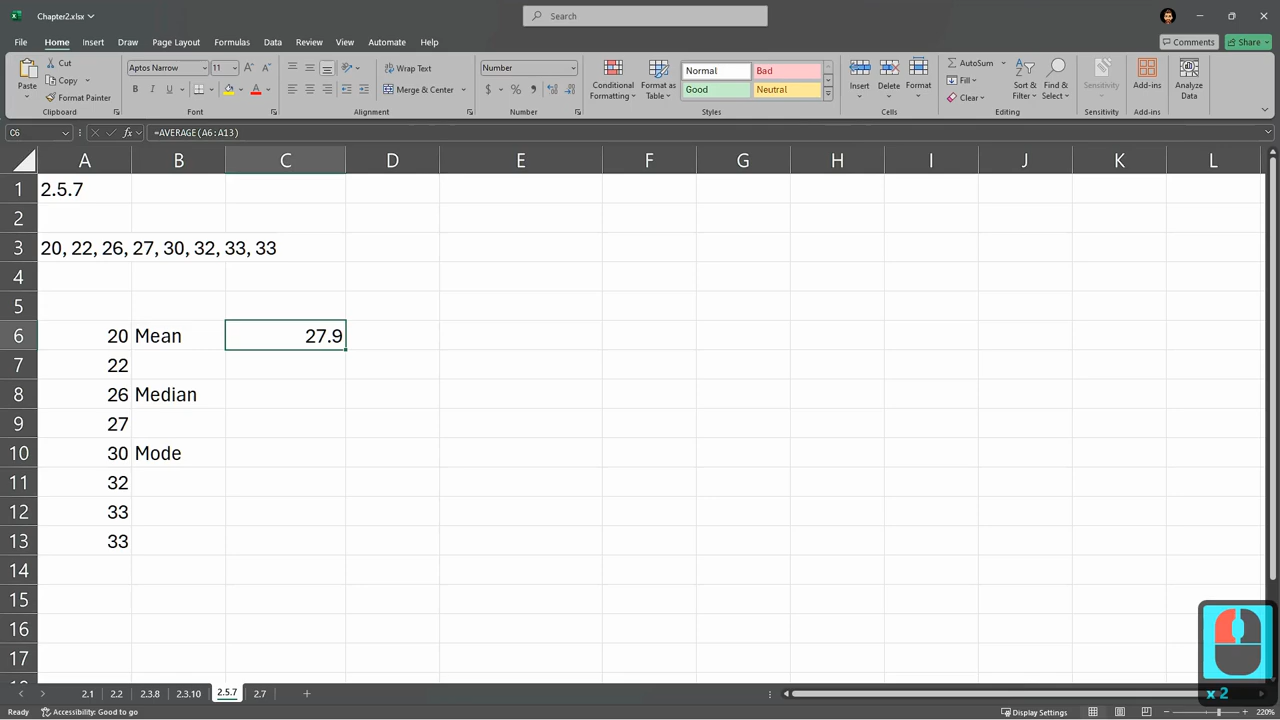 Chapter2.xlsx
Search
File Home Insert Draw Page Layout Formulas Data Review View Automate Help
Comments Share
Paste
Cut
Copy
Format Painter
Clipboard
Aptos Narrow 11
B I U
Font
Wrap Text
Merge & Center
Alignment
Number
$ %
Number
Conditional Formatting
Format as Table
Normal Bad
Good Neutral
Styles
Insert Delete Format
Cells
AutoSum
Fill
Clear
Sort & Filter
Find & Select
Editing
Sensitivity
Sensitivity
Add-ins
Add-ins
Analyze Data
C6 fx =AVERAGE(A6:A13)
A B C D E F G H I J K L
1 2.5.7
2
3 20, 22, 26, 27, 30, 32, 33, 33
4
5
6 20 Mean 27.9
7 22
8 26 Median
9 27
10 30 Mode
11 32
12 33
13 33
14
15
16
17
x 2
2.1 2.2 2.3.8 2.3.10 2.5.7 2.7 +
Ready Accessibility: Good to go Display Settings 220%